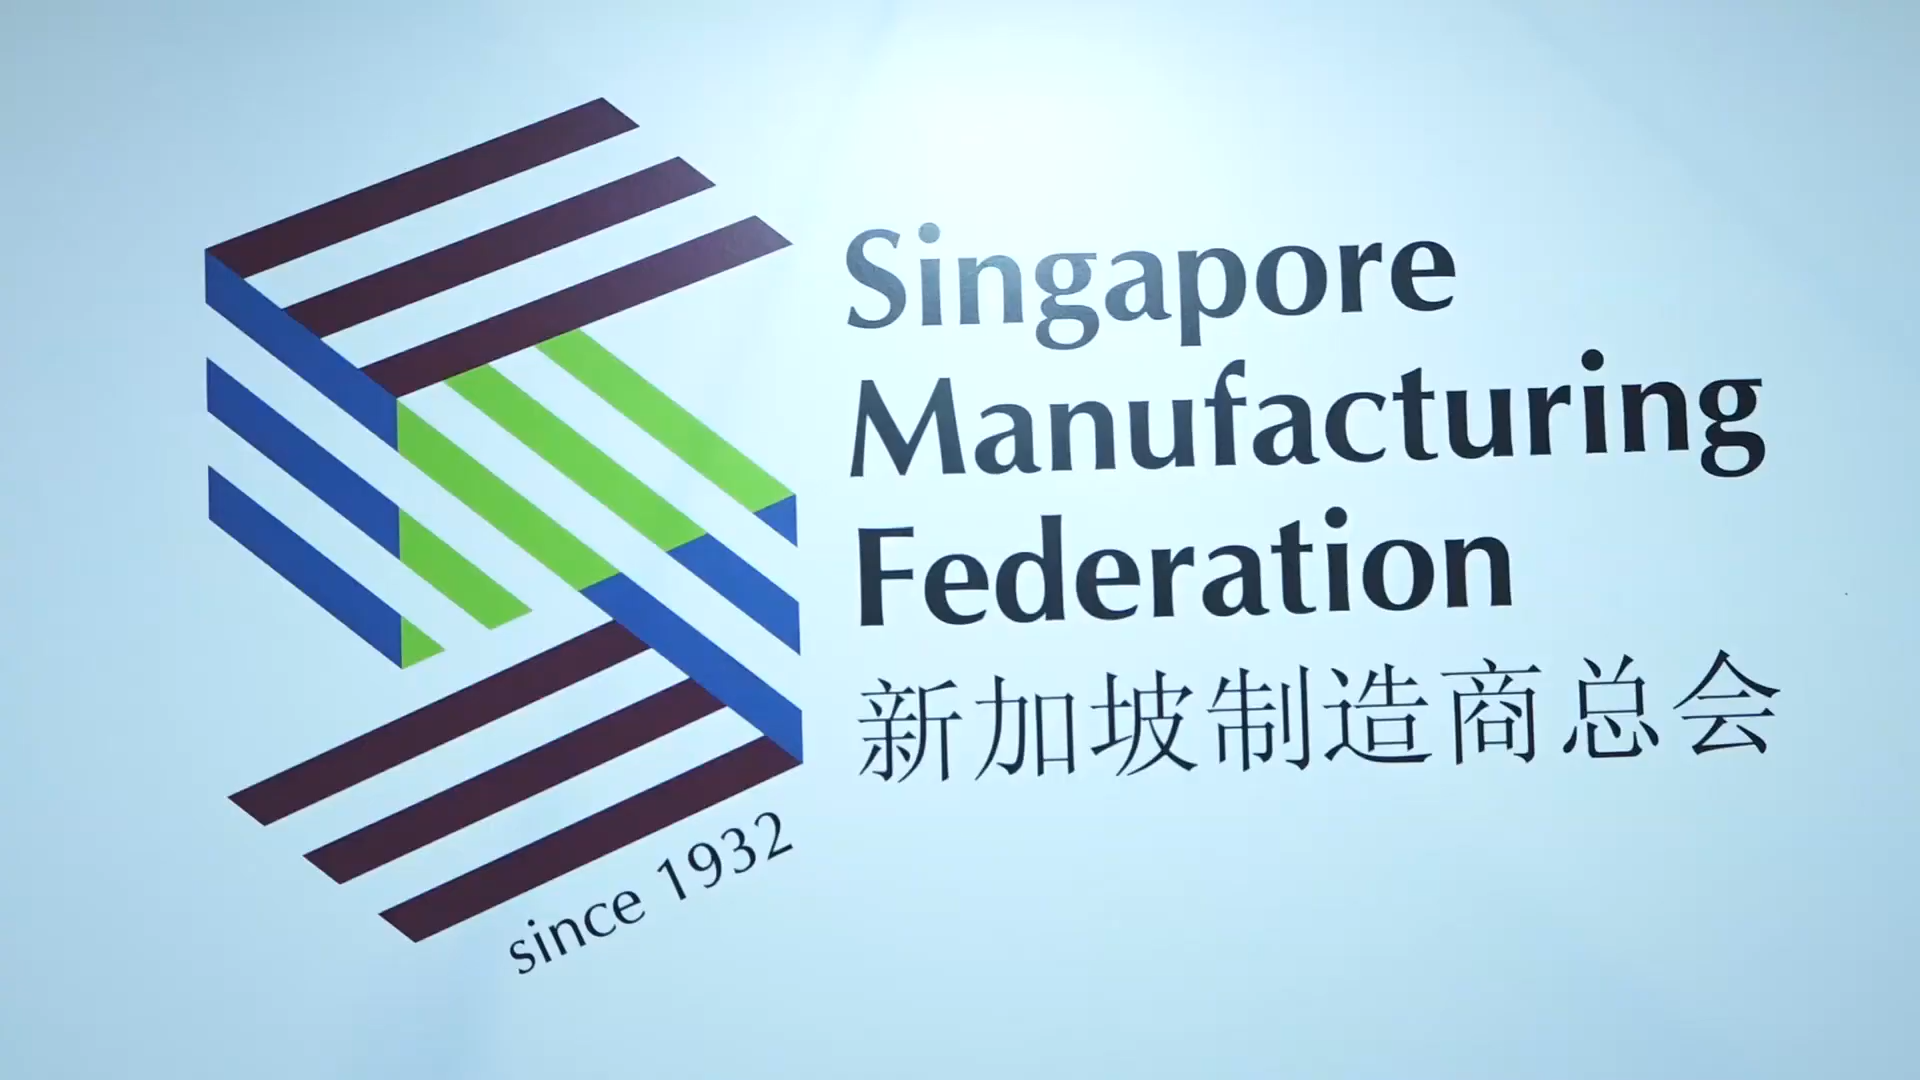 Singapore
Manufacturing
Federation
新加坡制造商总会
since 1932